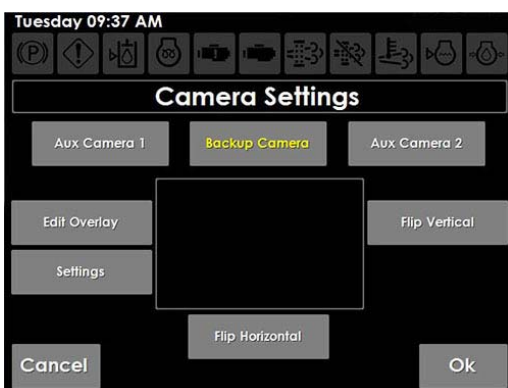 Tuesday 09:37 AM
(P)
Camera Settings
Aux Camera 1
Backup Camera
Aux Camera 2
Edit Overlay
Flip Vertical
Settings
Flip Horizontal
Cancel
Ok